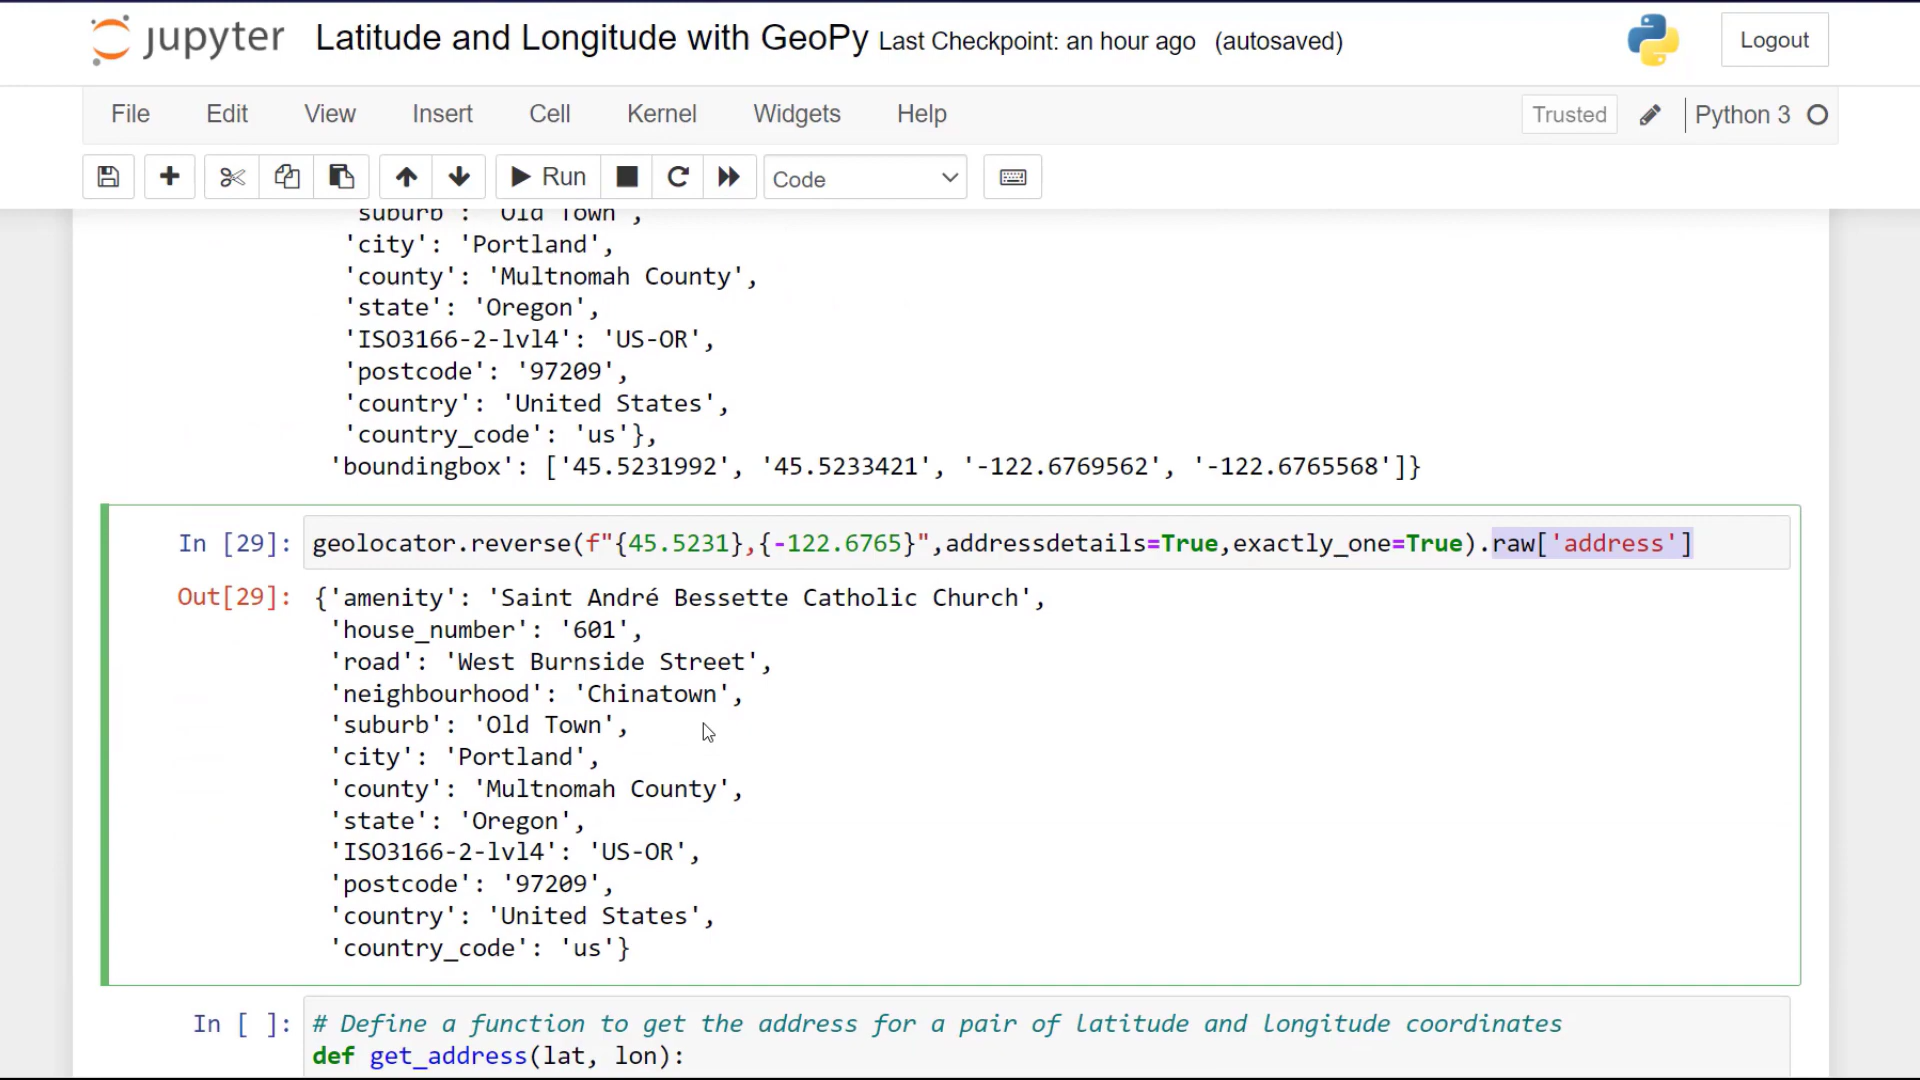 jupyter Latitude and Longitude with GeoPy Last Checkpoint: an hour ago (autosaved) Logout
File Edit View Insert Cell Kernel Widgets Help Trusted Python 3
Run Code
'suburb': 'Old Town',
'city': 'Portland',
'county': 'Multnomah County',
'state': 'Oregon',
'ISO3166-2-lvl4': 'US-OR',
'postcode': '97209',
'country': 'United States',
'country_code': 'us'},
'boundingbox': ['45.5231992', '45.5233421', '-122.6769562', '-122.6765568']}
In [29]: geolocator.reverse(f"{45.5231},{-122.6765}",addressdetails=True,exactly_one=True).raw['address']
Out[29]: {'amenity': 'Saint André Bessette Catholic Church',
'house_number': '601',
'road': 'West Burnside Street',
'neighbourhood': 'Chinatown',
'suburb': 'Old Town',
'city': 'Portland',
'county': 'Multnomah County',
'state': 'Oregon',
'ISO3166-2-lvl4': 'US-OR',
'postcode': '97209',
'country': 'United States',
'country_code': 'us'}
In [ ]: # Define a function to get the address for a pair of latitude and longitude coordinates
def get_address(lat, lon):